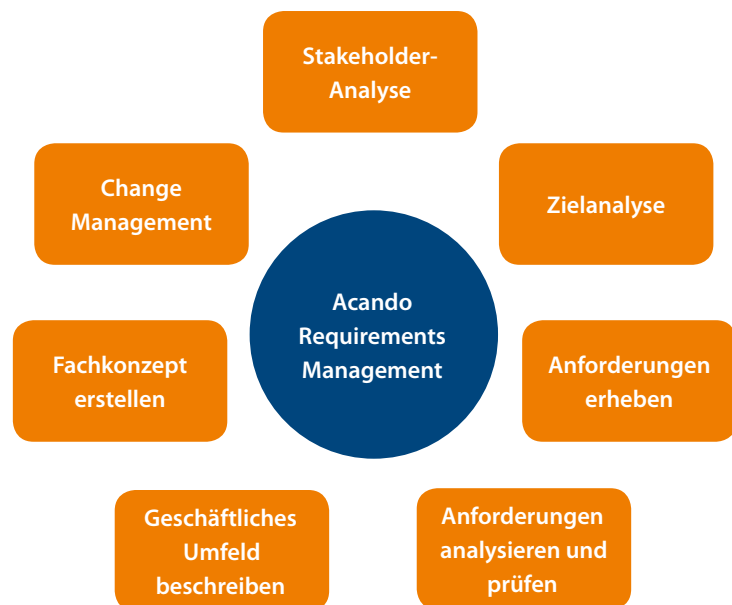 Stakeholder-
Analyse
Change
Management
Zielanalyse
Acando
Requirements
Management
Fachkonzept
erstellen
Anforderungen
erheben
Geschäftliches
Umfeld
beschreiben
Anforderungen
analysieren und
prüfen